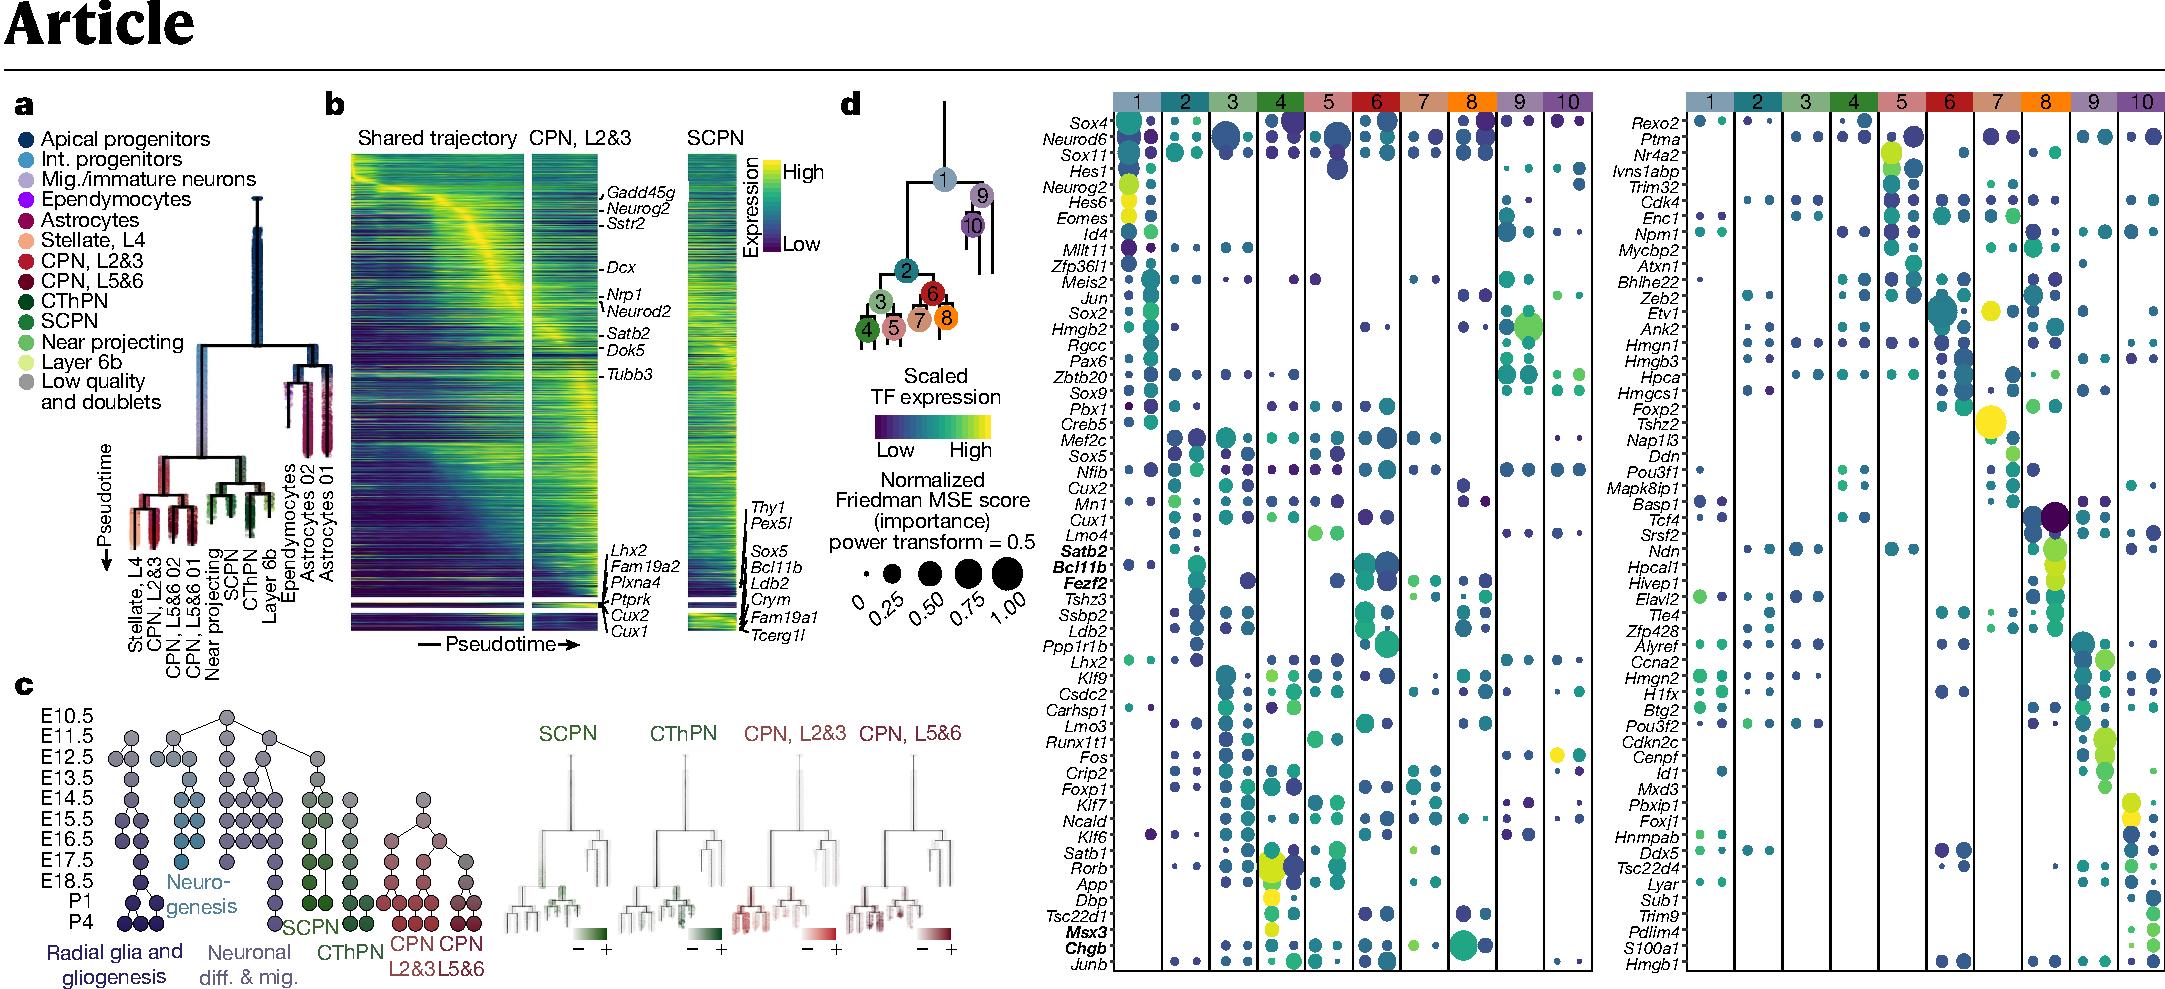 Article
a
Apical progenitors
Int. progenitors
Mig./immature neurons
Ependymocytes
Astrocytes
Stellate, L4
CPN, L2&3
CPN, L5&6
CThPN
SCPN
Near projecting
Layer 6b
Low quality
and doublets
Pseudotime
Stellate, L4
CPN, L2&3
CPN, L5&6 02
CPN, L5&6 01
Near projecting
SCPN
CThPN
Layer 6b
Ependymocytes
Astrocytes 02
Astrocytes 01
b
Shared trajectory
CPN, L2&3
SCPN
Expression
High
Low
Gadd45g
Neurog2
Sstr2
Dcx
Nrp1
Neurod2
Satb2
Dok5
Tubb3
Lhx2
Fam19a2
Plxna4
Ptprk
Cux2
Cux1
Thy1
Pex5l
Sox5
Bcl11b
Ldb2
Crym
Fam19a1
Tcerg1l
Pseudotime
c
E10.5
E11.5
E12.5
E13.5
E14.5
E15.5
E16.5
E17.5
E18.5
P1
P4
Radial glia and
gliogenesis
Neuro-
genesis
Neuronal
diff. & mig.
SCPN
CThPN
CPN
L2&3
CPN
L5&6
SCPN
CThPN
CPN, L2&3
CPN, L5&6
− +
− +
− +
− +
d
1
9
10
2
3
6
4
5
7
8
Scaled
TF expression
Low High
Normalized
Friedman MSE score
(importance)
power transform = 0.5
0 0.25 0.50 0.75 1.00
1 2 3 4 5 6 7 8 9 10
Sox4
Neurod6
Sox11
Hes1
Neurog2
Hes6
Eomes
Id4
Mllt11
Zfp36l1
Meis2
Jun
Sox2
Hmgb2
Rgcc
Pax6
Zbtb20
Sox9
Pbx1
Creb5
Mef2c
Sox5
Nfib
Cux2
Mn1
Cux1
Lmo4
Satb2
Bcl11b
Fezf2
Tshz3
Ssbp2
Ldb2
Ppp1r1b
Lhx2
Klf9
Csdc2
Carhsp1
Lmo3
Runx1t1
Fos
Crip2
Foxp1
Klf7
Ncald
Klf6
Satb1
Rorb
App
Dbp
Tsc22d1
Msx3
Chgb
Junb
1 2 3 4 5 6 7 8 9 10
Rexo2
Ptma
Nr4a2
Ivns1abp
Trim32
Cdk4
Enc1
Npm1
Mycbp2
Atxn1
Bhlhe22
Zeb2
Etv1
Ank2
Hmgn1
Hmgb3
Hpca
Hmgcs1
Foxp2
Tshz2
Nap1l3
Ddn
Pou3f1
Mapk8ip1
Basp1
Tcf4
Srsf2
Ndn
Hpcal1
Hivep1
Elavl2
Tle4
Zfp428
Alyref
Ccna2
Hmgn2
H1fx
Btg2
Pou3f2
Cdkn2c
Cenpf
Id1
Mxd3
Pbxip1
Foxj1
Hnrnpab
Ddx5
Tsc22d4
Lyar
Sub1
Trim9
Pdlim4
S100a1
Hmgb1